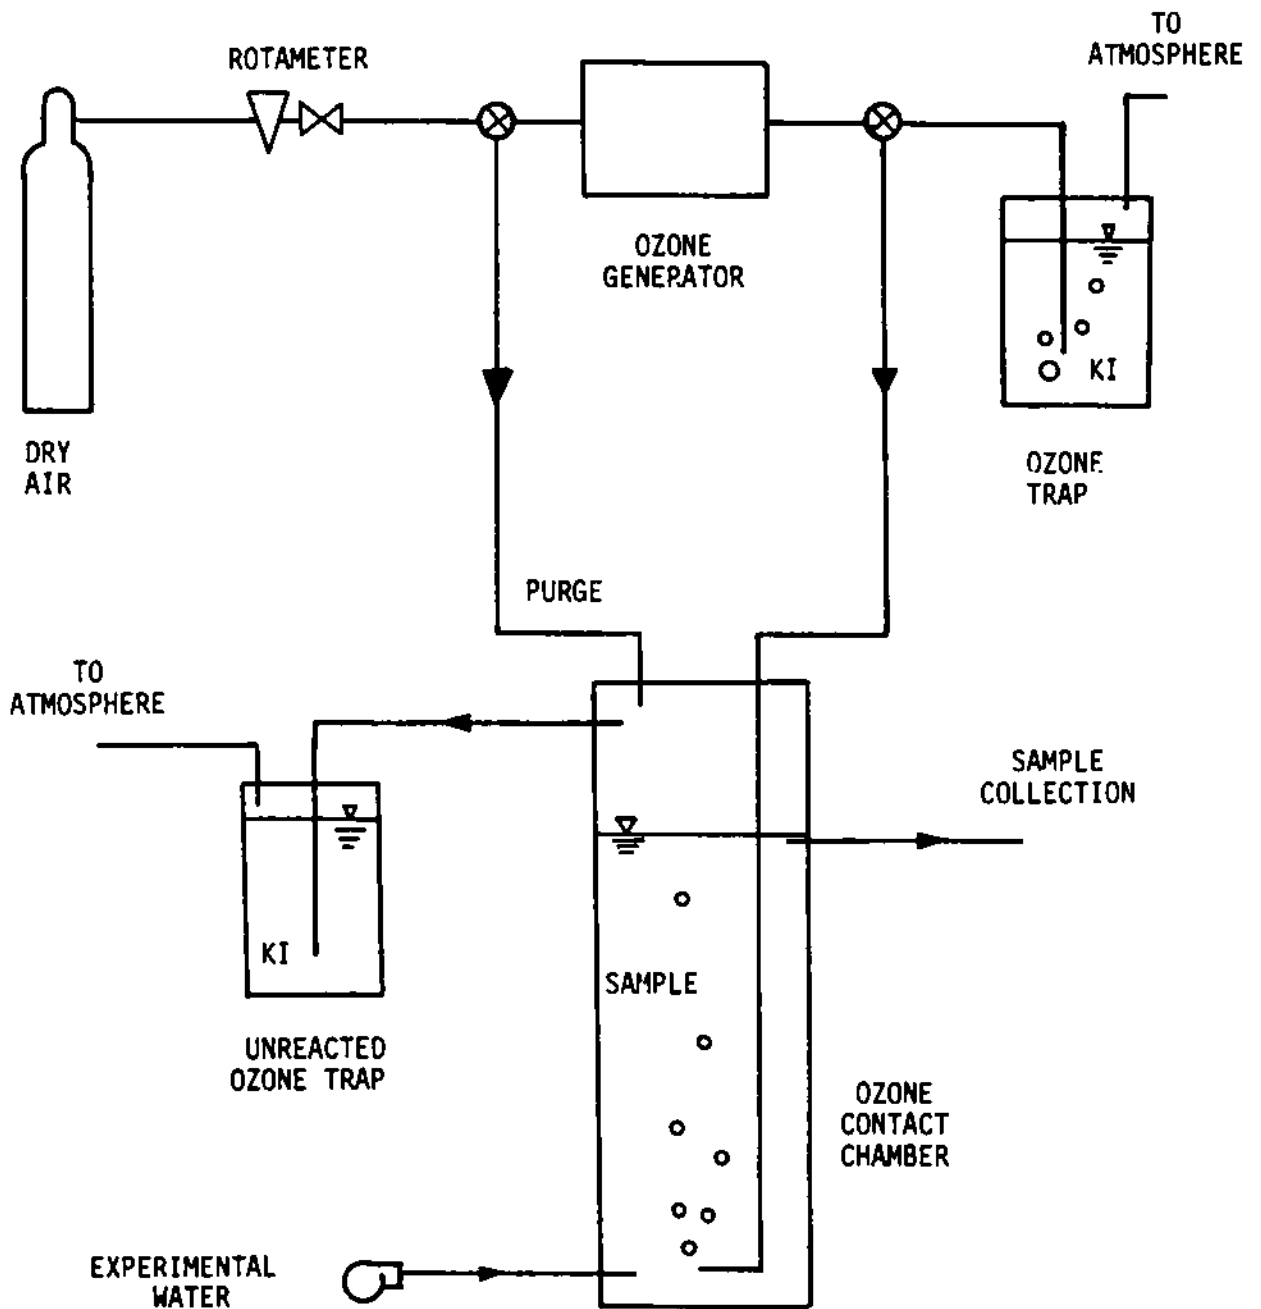 TO
ATMOSPHERE
ROTAMETER
OZONE
GENERATOR
KI
DRY
AIR
OZONE
TRAP
PURGE
TO
ATMOSPHERE
SAMPLE
COLLECTION
KI
SAMPLE
UNREACTED
OZONE TRAP
OZONE
CONTACT
CHAMBER
EXPERIMENTAL
WATER